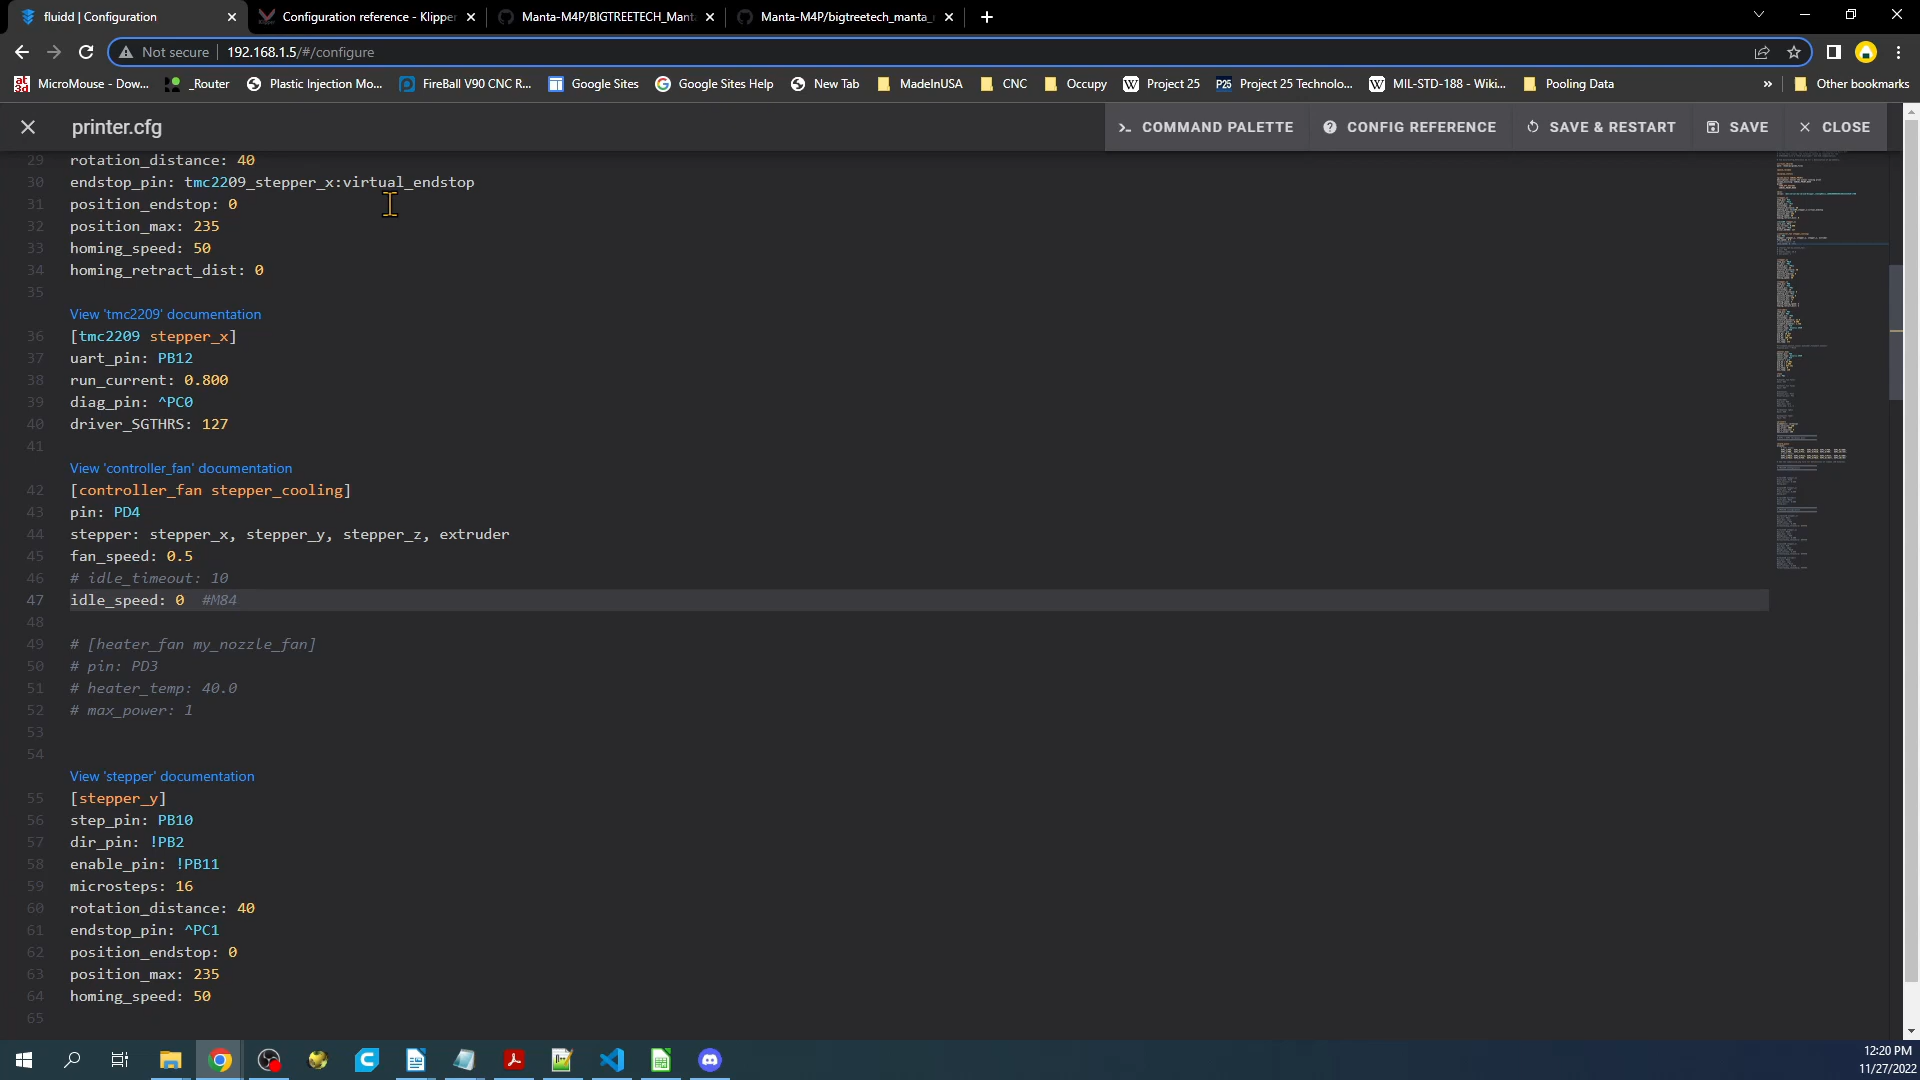 fluidd | Configuration
Configuration reference - Klipper
Manta-M4P/BIGTREETECH_Mant
Manta-M4P/bigtreetech_manta_
Not secure
192.168.1.5/#/configure
MicroMouse - Dow...
_Router
Plastic Injection Mo...
FireBall V90 CNC R...
Google Sites
Google Sites Help
New Tab
MadeInUSA
CNC
Occupy
Project 25
Project 25 Technolo...
MIL-STD-188 - Wiki...
Pooling Data
»
Other bookmarks
printer.cfg
COMMAND PALETTE
CONFIG REFERENCE
SAVE & RESTART
SAVE
CLOSE
29 rotation_distance: 40
30 endstop_pin: tmc2209_stepper_x:virtual_endstop
31 position_endstop: 0
32 position_max: 235
33 homing_speed: 50
34 homing_retract_dist: 0
35
View 'tmc2209' documentation
36 [tmc2209 stepper_x]
37 uart_pin: PB12
38 run_current: 0.800
39 diag_pin: ^PC0
40 driver_SGTHRS: 127
41
View 'controller_fan' documentation
42 [controller_fan stepper_cooling]
43 pin: PD4
44 stepper: stepper_x, stepper_y, stepper_z, extruder
45 fan_speed: 0.5
46 # idle_timeout: 10
47 idle_speed: 0 #M84
48
49 # [heater_fan my_nozzle_fan]
50 # pin: PD3
51 # heater_temp: 40.0
52 # max_power: 1
53
54
View 'stepper' documentation
55 [stepper_y]
56 step_pin: PB10
57 dir_pin: !PB2
58 enable_pin: !PB11
59 microsteps: 16
60 rotation_distance: 40
61 endstop_pin: ^PC1
62 position_endstop: 0
63 position_max: 235
64 homing_speed: 50
65
12:20 PM
11/27/2022